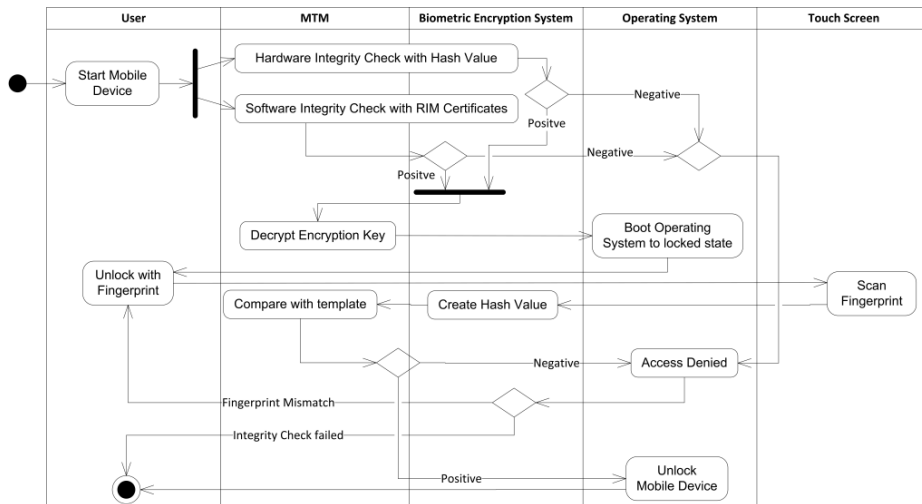 User
MTM
Biometric Encryption System
Operating System
Touch Screen
Start Mobile
Device
Hardware Integrity Check with Hash Value
Software Integrity Check with RIM Certificates
Negative
Positve
Negative
Positve
Decrypt Encryption Key
Boot Operating
System to locked state
Unlock with
Fingerprint
Scan
Fingerprint
Compare with template
Create Hash Value
Negative
Access Denied
Fingerprint Mismatch
Integrity Check failed
Positive
Unlock
Mobile Device